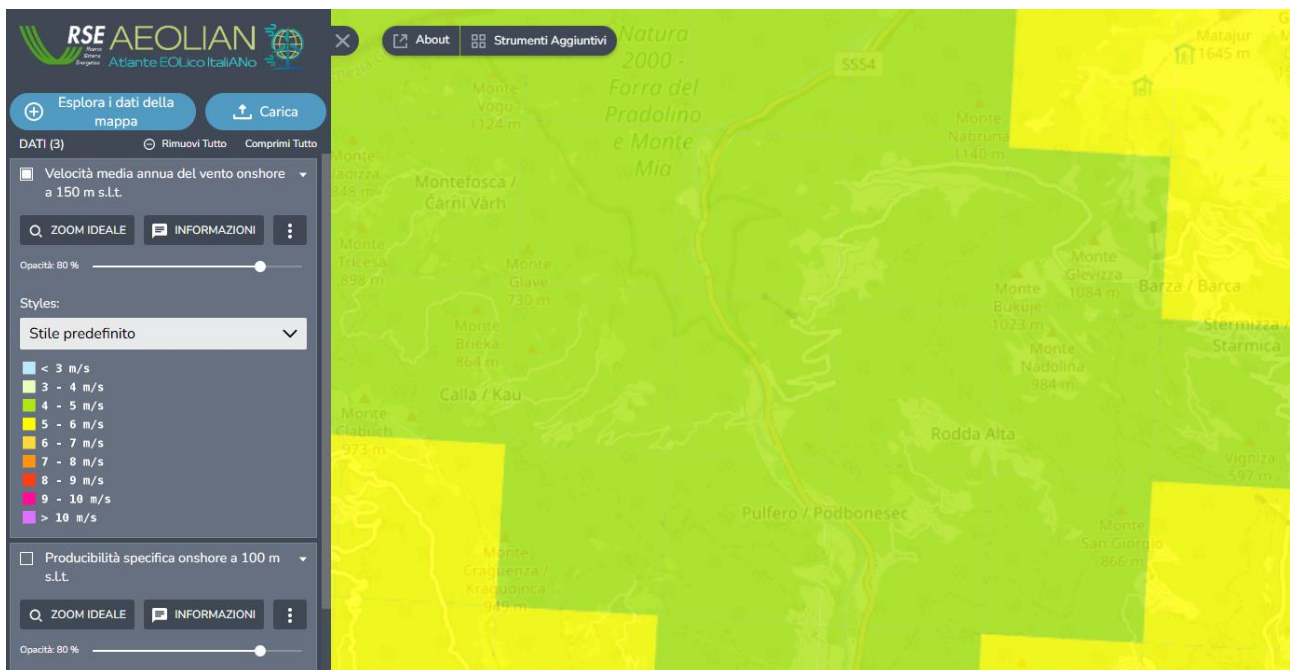 RSE
Ricerca
Sistema
Energetico
AEOLIAN
Atlante EOLico ItaliANo
About
Strumenti Aggiuntivi
Esplora i dati della
mappa
Carica
DATI (3)
Rimuovi Tutto
Comprimi Tutto
Velocità media annua del vento onshore
a 150 m s.l.t.
ZOOM IDEALE
INFORMAZIONI
Opacità: 80 %
Styles:
Stile predefinito
< 3 m/s
3 - 4 m/s
4 - 5 m/s
5 - 6 m/s
6 - 7 m/s
7 - 8 m/s
8 - 9 m/s
9 - 10 m/s
> 10 m/s
Producibilità specifica onshore a 100 m
s.l.t.
ZOOM IDEALE
INFORMAZIONI
Opacità: 80 %
Natura
2000 -
Forra del
Pradolino
e Monte
Mia
SS54
Matajur
1645 m
Monte
Vogu
1124 m
Monte
Nabruna
1148 m
Monte
Montefosca /
Čarni Varh
Monte
Tricesa
898 m
Monte
Glave
730 m
Monte
Brieka
864 m
Calla / Kau
Monte
Clabuch
973 m
Monte
Glevizza
1084 m
Barza / Barca
Monte
Bukuje
1023 m
Stermizza /
Starmica
Monte
Nadolina
984 m
Rodda Alta
Vigniza
597 m
Pulfero / Podbonesec
Monte
San Giorgio
866 m
Monte
Craguenza /
Kraguojnca
949 m